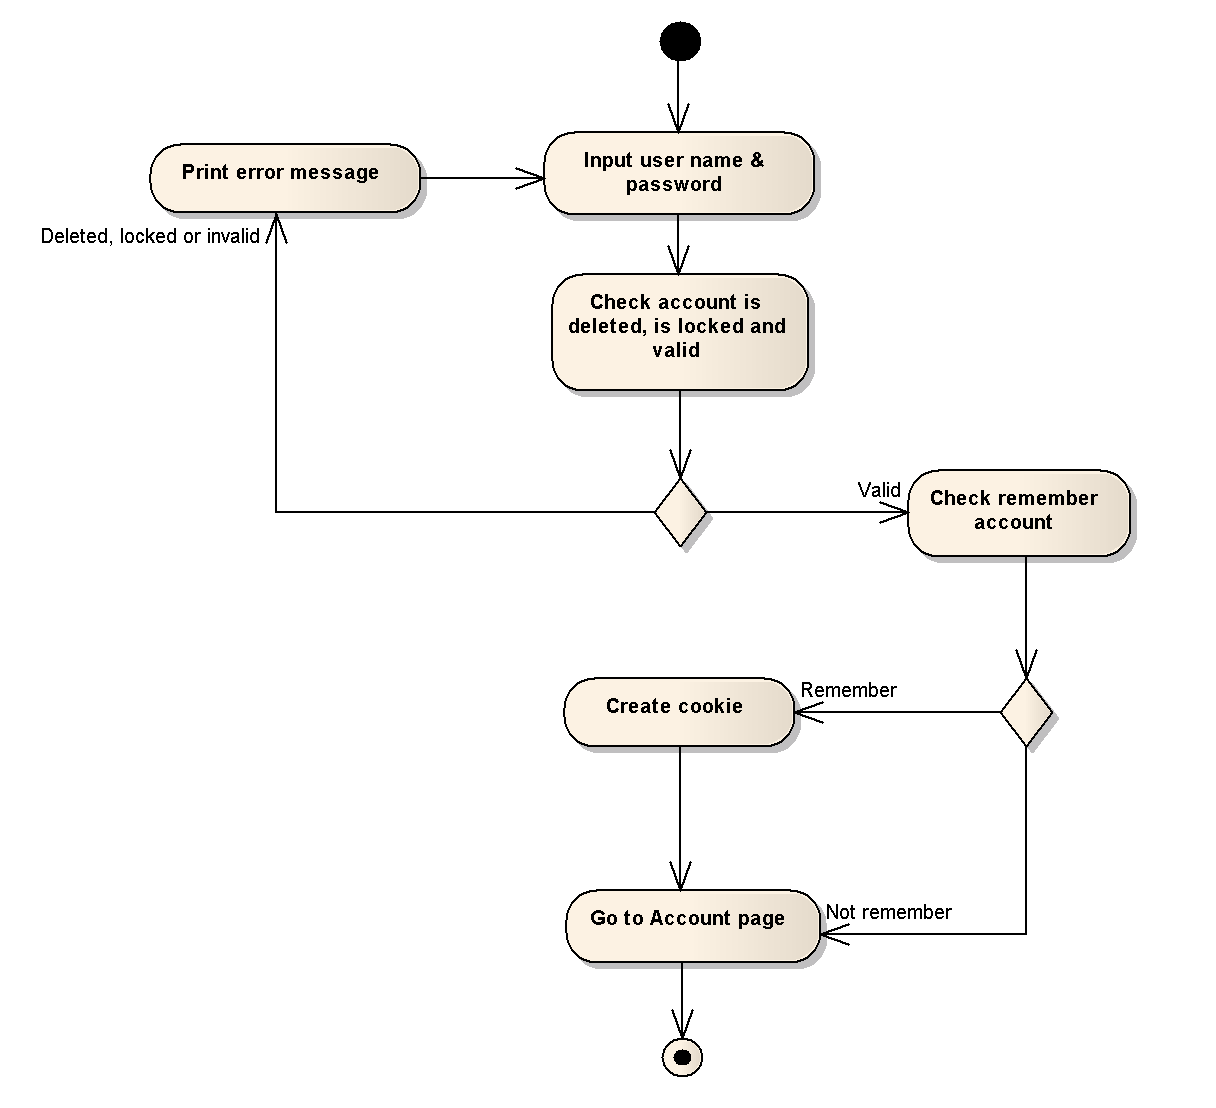 Input user name &
password
Print error message
Deleted, locked or invalid
Check account is
deleted, is locked and
valid
Valid
Check remember
account
Remember
Create cookie
Not remember
Go to Account page